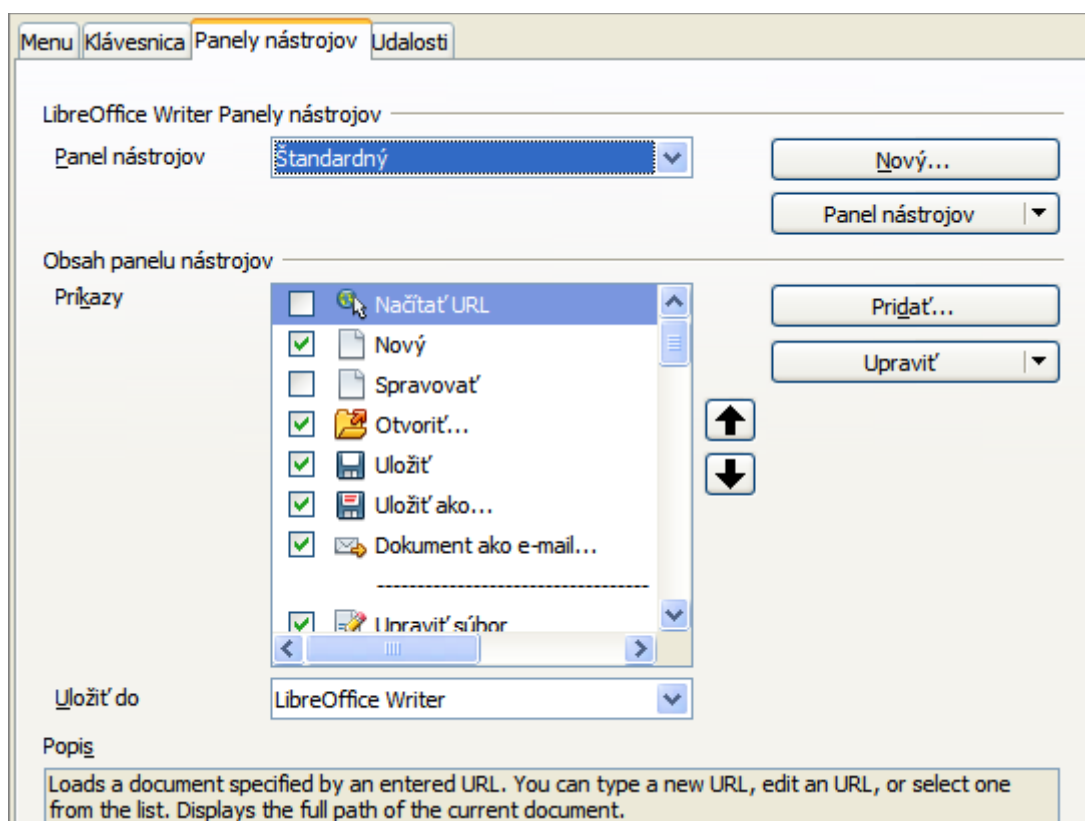 Menu Klávesnica Panely nástrojov Udalosti
LibreOffice Writer Panely nástrojov
Panel nástrojov Štandardný Nový...
Panel nástrojov
Obsah panelu nástrojov
Príkazy Načítať URL Pridať...
Nový
Upraviť
Spravovať
Otvoriť...
Uložiť
Uložiť ako...
Dokument ako e-mail...
----------------------------------
Upraviť súbor
Uložiť do LibreOffice Writer
Popis
Loads a document specified by an entered URL. You can type a new URL, edit an URL, or select one
from the list. Displays the full path of the current document.